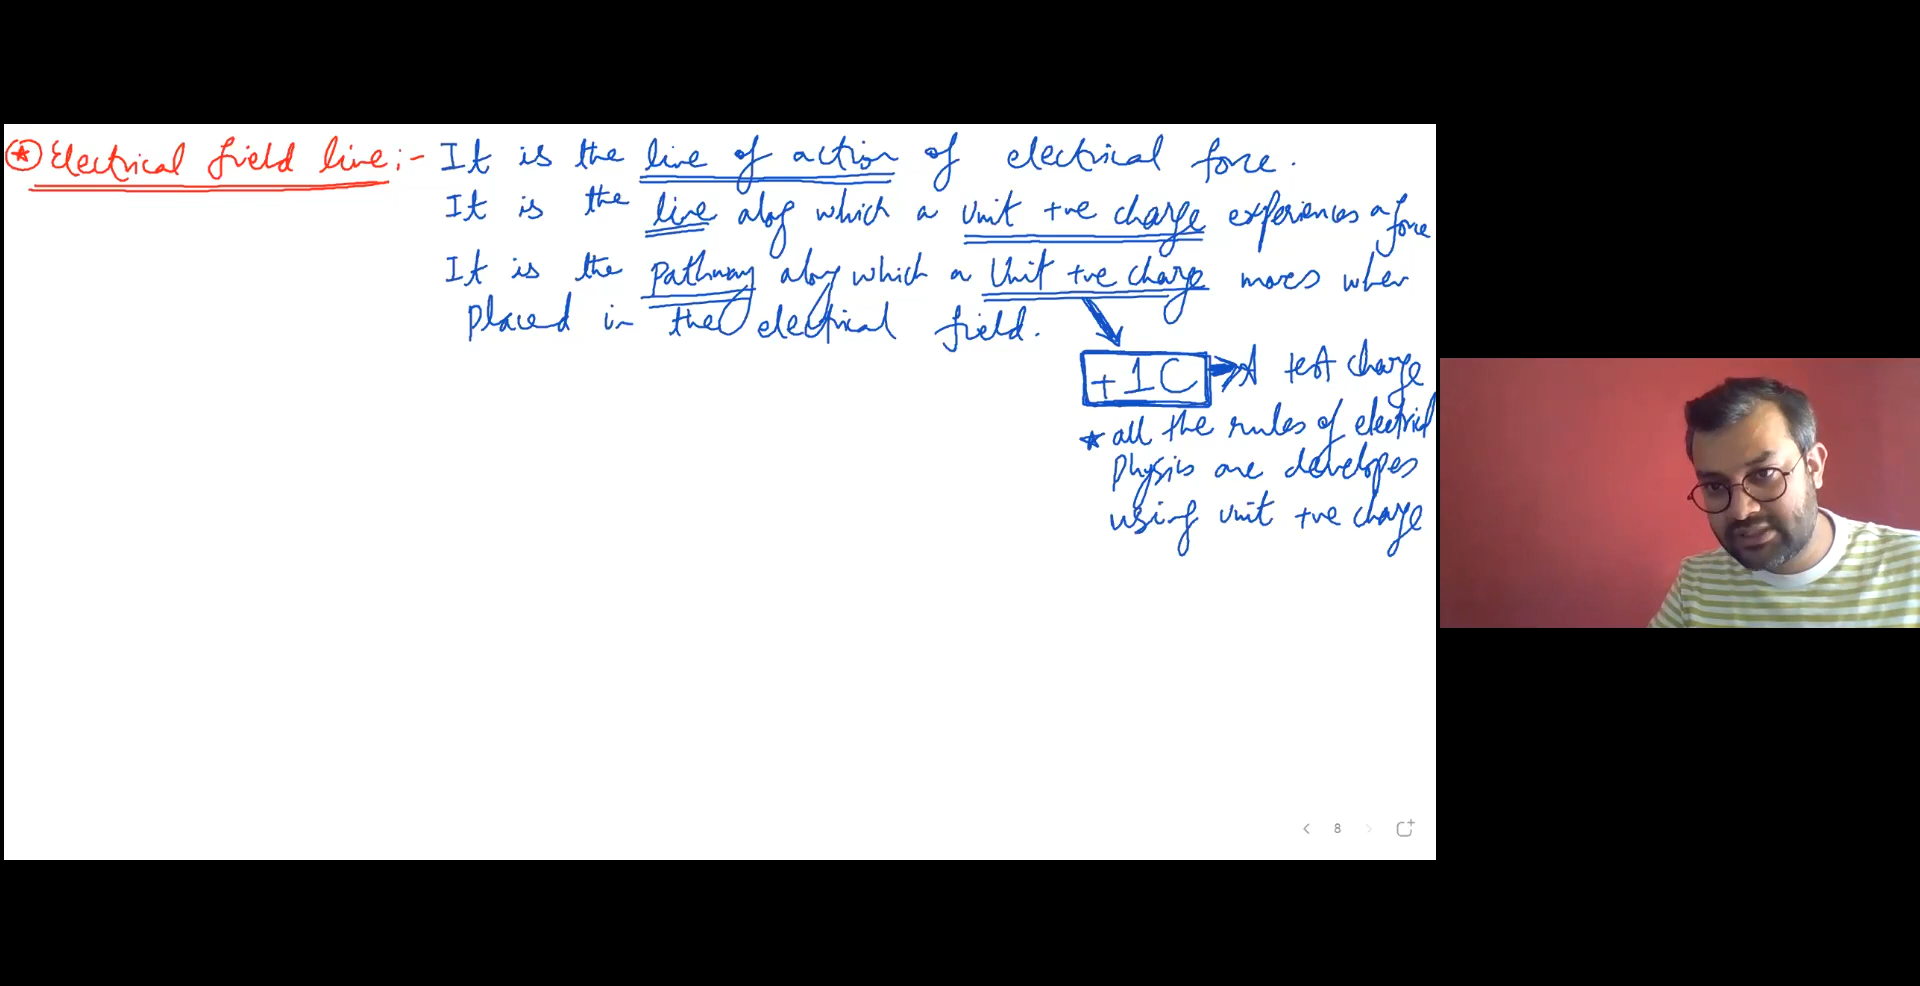 Electrical field line:- It is the line of action of electrical force.
It is the line along which a unit +ve charge experiences a force
It is the pathway along which a Unit +ve charge moves when
placed in the electrical field.
+1C A test charge
★ all the rules of electrical
Physics are developes
using unit +ve charge
< 8 >